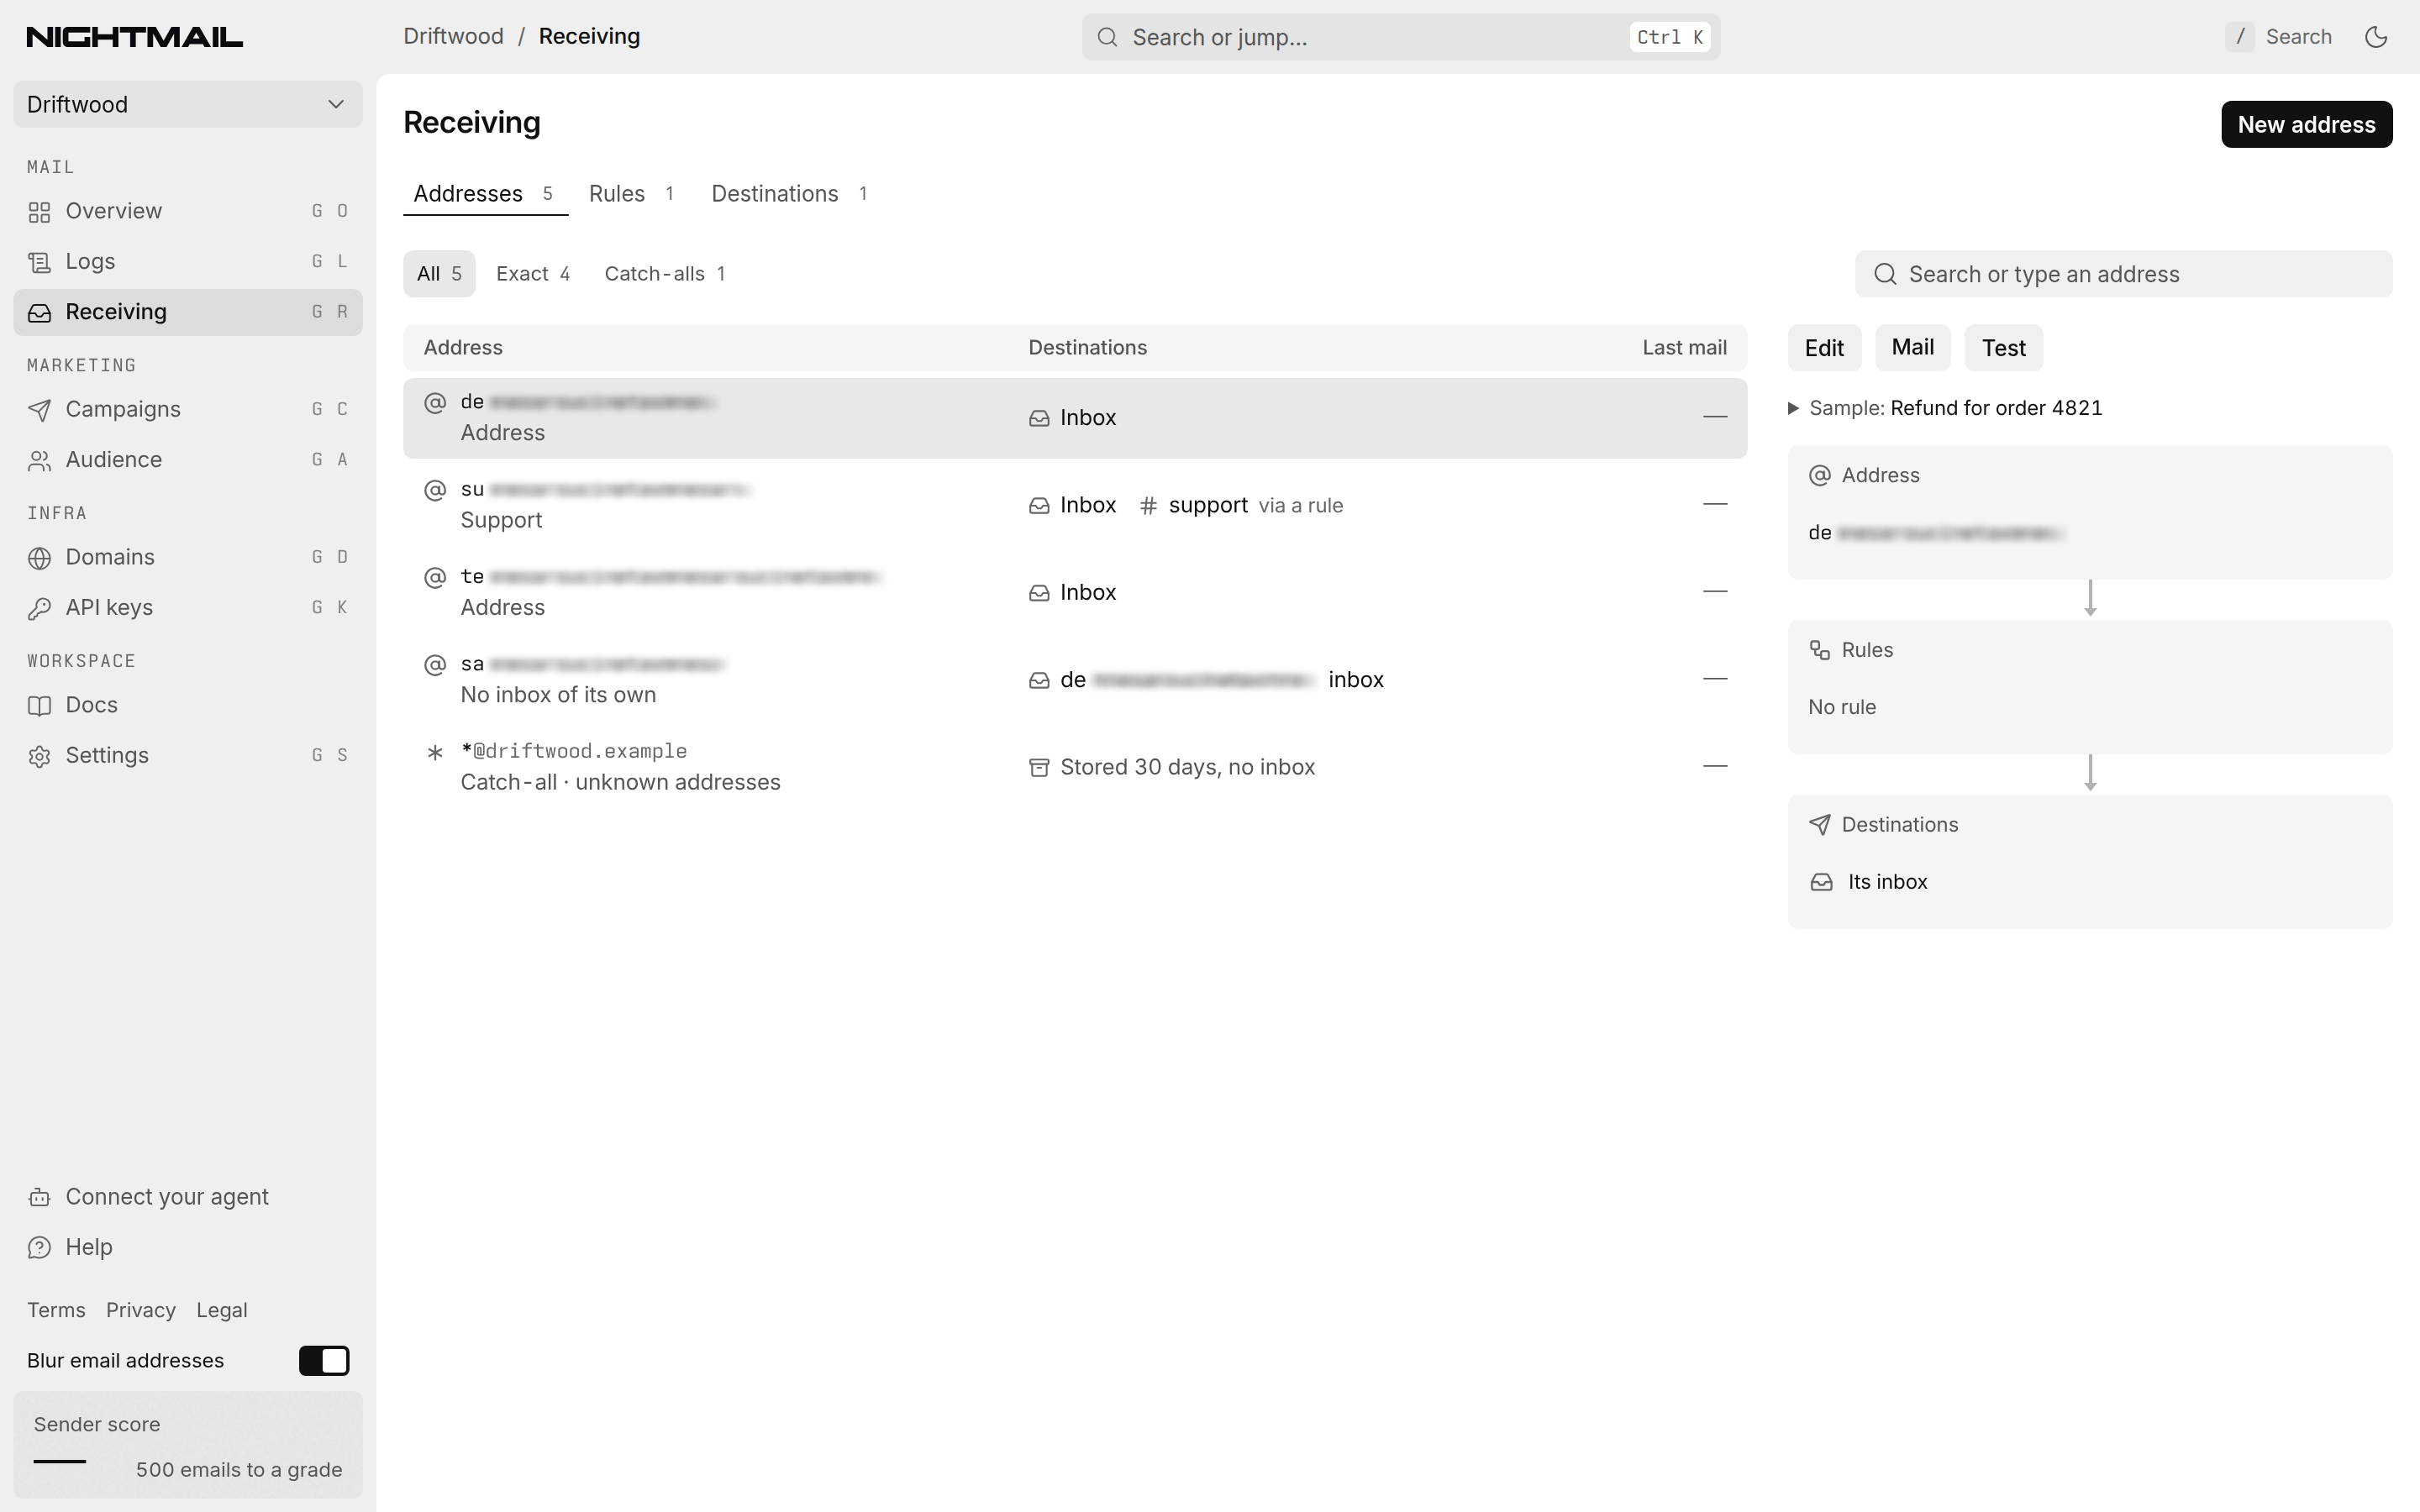 NIGHTMAIL
Driftwood / Receiving
Search or jump... Ctrl K
/ Search
Driftwood
MAIL
Overview G O
Logs G L
Receiving G R
MARKETING
Campaigns G C
Audience G A
INFRA
Domains G D
API keys G K
WORKSPACE
Docs
Settings G S
Connect your agent
Help
Terms Privacy Legal
Blur email addresses
Sender score
500 emails to a grade
Receiving
New address
Addresses 5 Rules 1 Destinations 1
All 5 Exact 4 Catch-alls 1
Search or type an address
Address Destinations Last mail
de
Address
Inbox —
su
Support
Inbox # support via a rule —
te
Address
Inbox —
sa
No inbox of its own
de inbox —
*@driftwood.example
Catch-all · unknown addresses
Stored 30 days, no inbox —
Edit Mail Test
Sample: Refund for order 4821
Address
de
Rules
No rule
Destinations
Its inbox